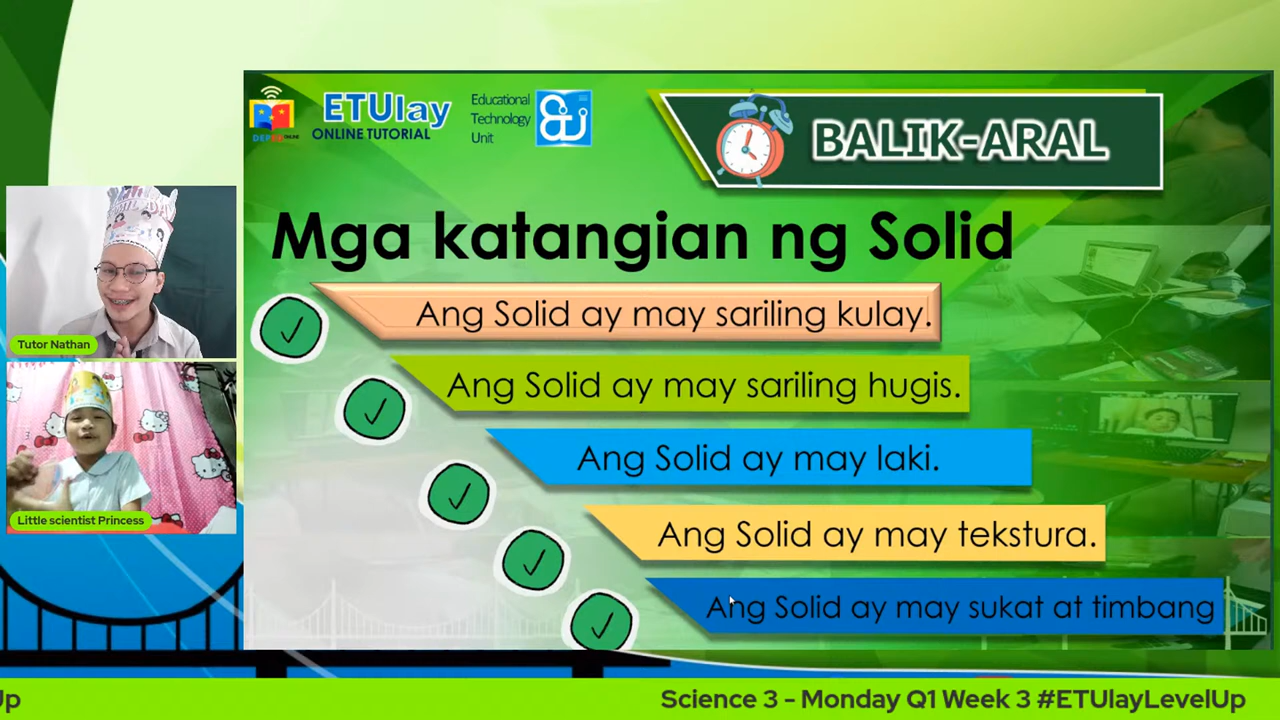 ETUlay
ONLINE TUTORIAL
Educational
Technology
Unit
BALIK-ARAL
Mga katangian ng Solid
Ang Solid ay may sariling kulay.
Ang Solid ay may sariling hugis.
Ang Solid ay may laki.
Ang Solid ay may tekstura.
Ang Solid ay may sukat at timbang
Tutor Nathan
Little scientist Princess
Up
Science 3 - Monday Q1 Week 3 #ETUlayLevelUp